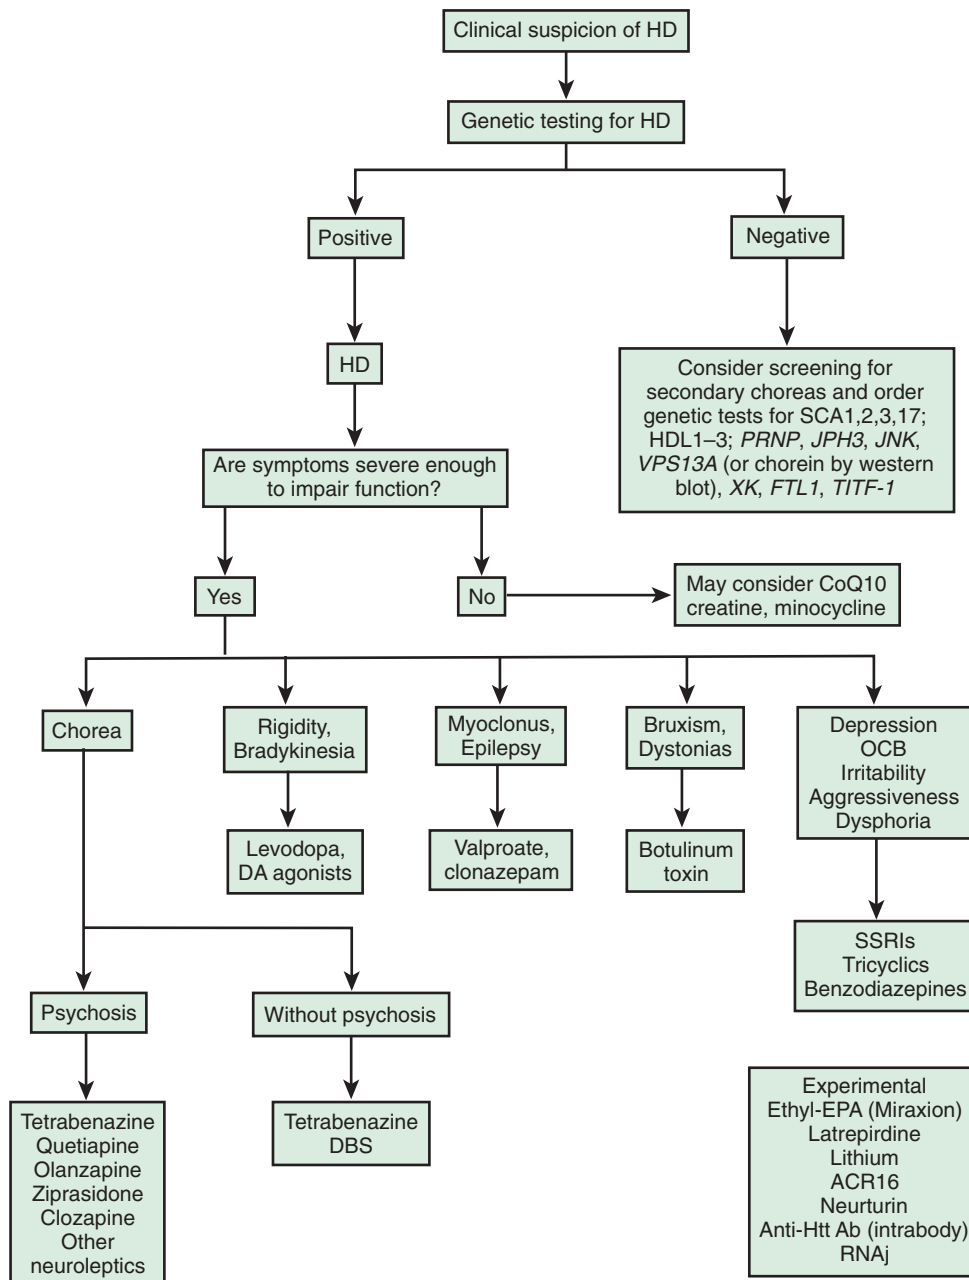 Clinical suspicion of HD
Genetic testing for HD
Positive
Negative
HD
Consider screening for
secondary choreas and order
genetic tests for SCA1,2,3,17;
HDL1–3; PRNP, JPH3, JNK,
VPS13A (or chorein by western
blot), XK, FTL1, TITF-1
Are symptoms severe enough
to impair function?
Yes
No
May consider CoQ10
creatine, minocycline
Chorea
Rigidity,
Bradykinesia
Myoclonus,
Epilepsy
Bruxism,
Dystonias
Depression
OCB
Irritability
Aggressiveness
Dysphoria
Levodopa,
DA agonists
Valproate,
clonazepam
Botulinum
toxin
SSRIs
Tricyclics
Benzodiazepines
Psychosis
Without psychosis
Tetrabenazine
Quetiapine
Olanzapine
Ziprasidone
Clozapine
Other
neuroleptics
Tetrabenazine
DBS
Experimental
Ethyl-EPA (Miraxion)
Latrepirdine
Lithium
ACR16
Neurturin
Anti-Htt Ab (intrabody)
RNAj